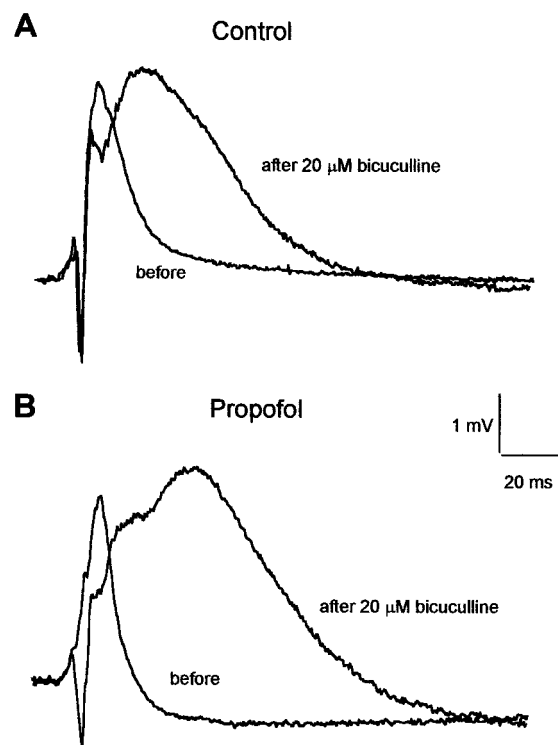 A
Control
after 20 μM bicuculline
before
B
Propofol
1 mV
20 ms
after 20 μM bicuculline
before